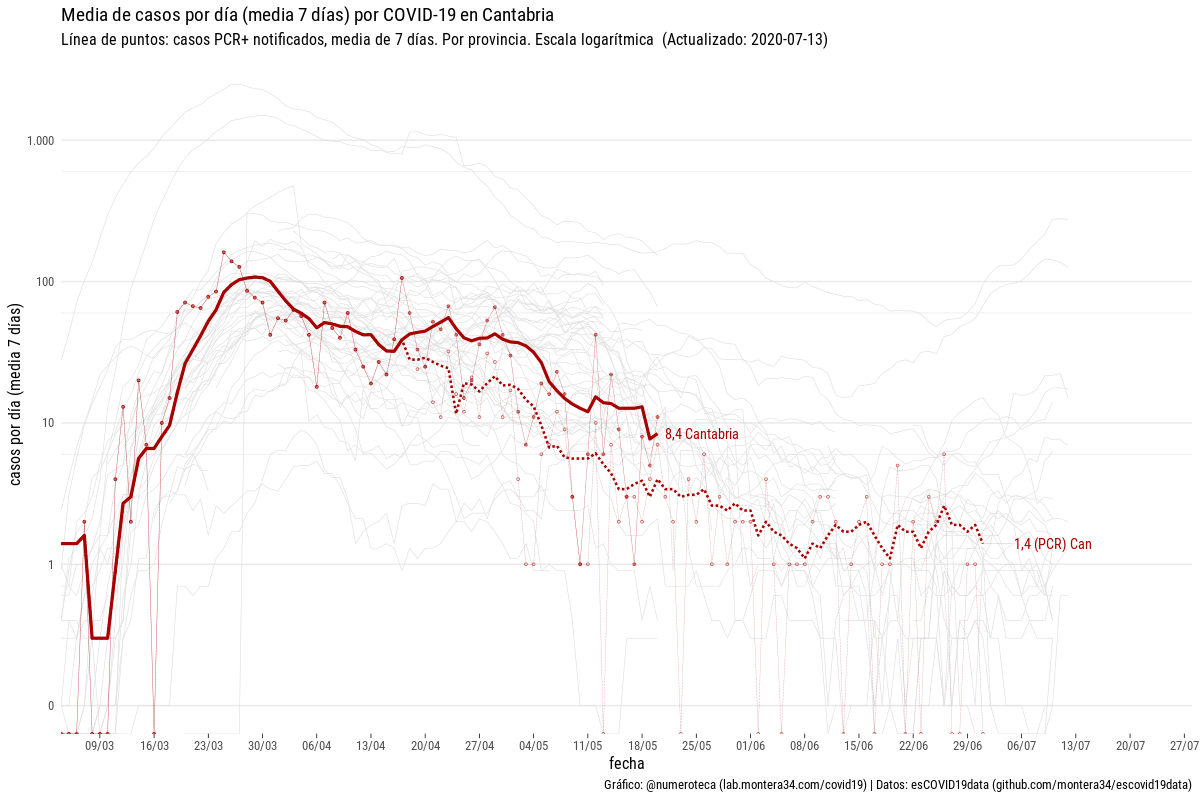 Media de casos por día (media 7 días) por COVID-19 en Cantabria
Línea de puntos: casos PCR+ notificados, media de 7 días. Por provincia. Escala logarítmica  (Actualizado: 2020-07-13)
casos por día (media 7 días)
1.000
100
10
1
0
8,4 Cantabria
1,4 (PCR) Can
09/03 16/03 23/03 30/03 06/04 13/04 20/04 27/04 04/05 11/05 18/05 25/05 01/06 08/06 15/06 22/06 29/06 06/07 13/07 20/07 27/07
fecha
Gráfico: @numeroteca (lab.montera34.com/covid19) | Datos: esCOVID19data (github.com/montera34/escovid19data)